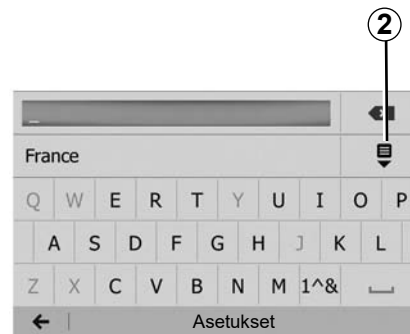 2
_
France
Q W E R T Y U I O P
A S D F G H J K L
Z X C V B N M 1^&
Asetukset